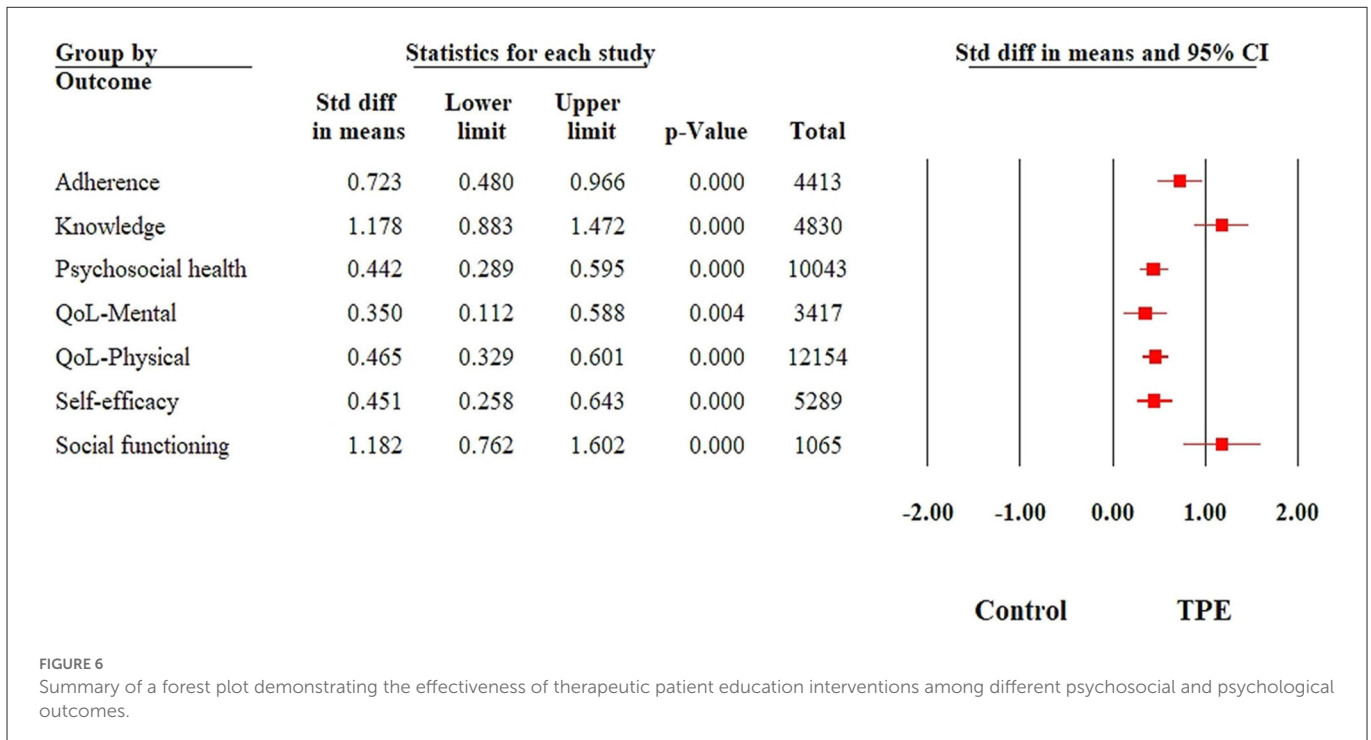 Group by Statistics for each study Std diff in means and 95% CI
Outcome
Std diff Lower Upper
in means limit limit p-Value Total
Adherence 0.723 0.480 0.966 0.000 4413
Knowledge 1.178 0.883 1.472 0.000 4830
Psychosocial health 0.442 0.289 0.595 0.000 10043
QoL-Mental 0.350 0.112 0.588 0.004 3417
QoL-Physical 0.465 0.329 0.601 0.000 12154
Self-efficacy 0.451 0.258 0.643 0.000 5289
Social functioning 1.182 0.762 1.602 0.000 1065
-2.00 -1.00 0.00 1.00 2.00
Control TPE
FIGURE 6
Summary of a forest plot demonstrating the effectiveness of therapeutic patient education interventions among different psychosocial and psychological
outcomes.